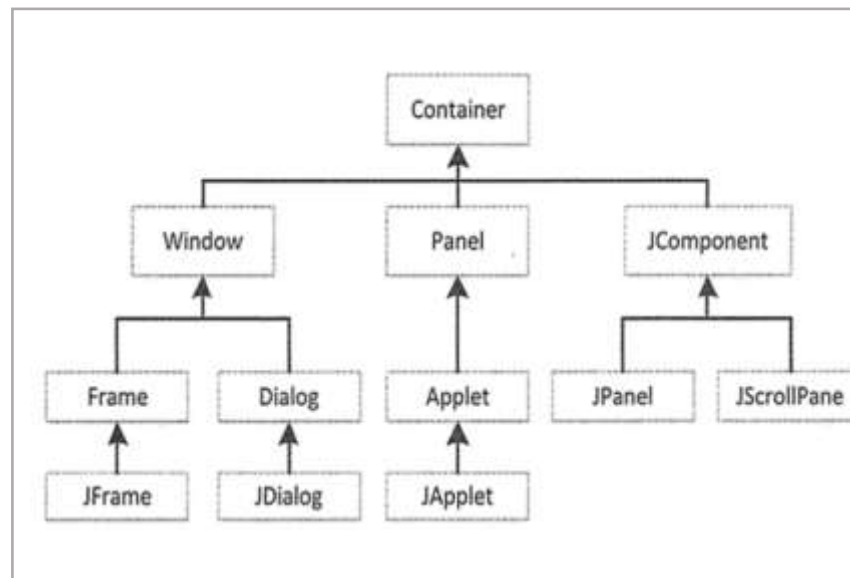 Container
Window
Panel
JComponent
Frame
Dialog
Applet
JPanel
JScrollPane
JFrame
JDialog
JApplet